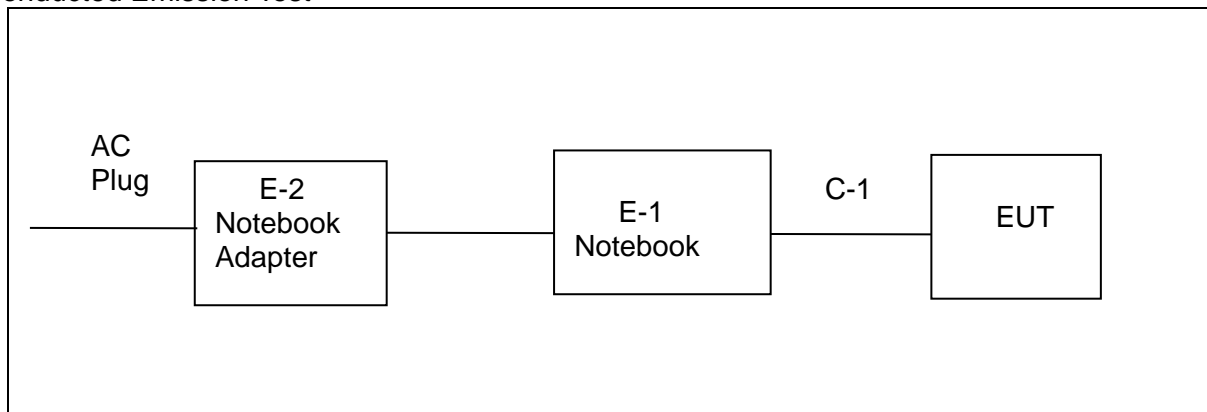 onducted Emission Test
AC
Plug
E-2
Notebook
Adapter
E-1
Notebook
C-1
EUT